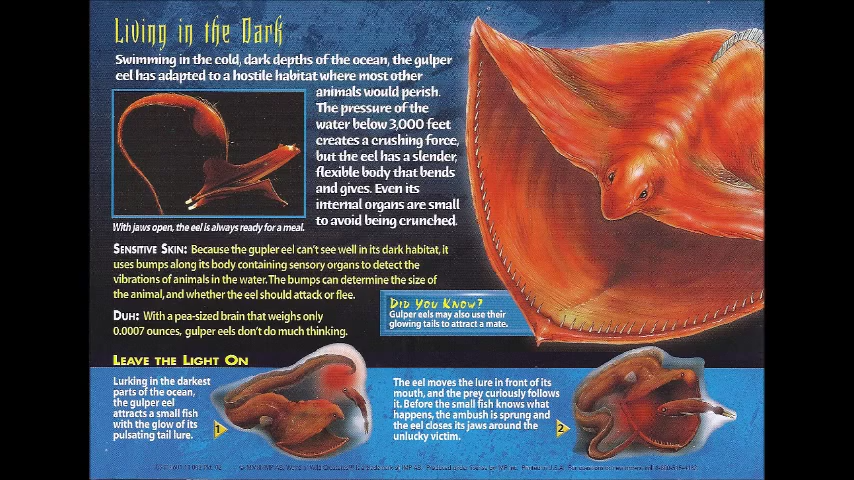 Living in the Dark
Swimming in the cold, dark depths of the ocean, the gulper
eel has adapted to a hostile habitat where most other
animals would perish.
The pressure of the
water below 3,000 feet
creates a crushing force,
but the eel has a slender,
flexible body that bends
and gives. Even its
internal organs are small
to avoid being crunched.
With jaws open, the eel is always ready for a meal.
SENSITIVE SKIN: Because the gupler eel can't see well in its dark habitat, it
uses bumps along its body containing sensory organs to detect the
vibrations of animals in the water. The bumps can determine the size of
the animal, and whether the eel should attack or flee.
DUH: With a pea-sized brain that weighs only
0.0007 ounces, gulper eels don't do much thinking.
DID YOU KNOW?
Gulper eels may also use their
glowing tails to attract a mate.
LEAVE THE LIGHT ON
Lurking in the darkest
parts of the ocean,
the gulper eel
attracts a small fish
with the glow of its
pulsating tail lure.
1
The eel moves the lure in front of its
mouth, and the prey curiously follows
it. Before the small fish knows what
happens, the ambush is sprung and
the eel closes its jaws around the
unlucky victim.
2